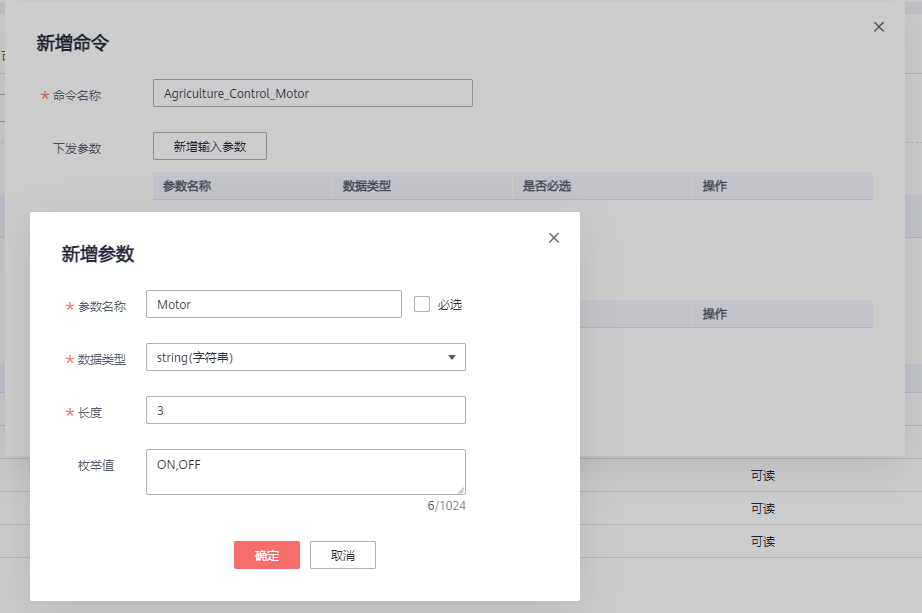 新增命令
* 命令名称 Agriculture_Control_Motor
下发参数 新增输入参数
参数名称 数据类型 是否必选 操作
新增参数
* 参数名称 Motor 必选
操作
* 数据类型 string(字符串)
* 长度 3
枚举值 ON,OFF
可读
6/1024
可读
可读
确定 取消